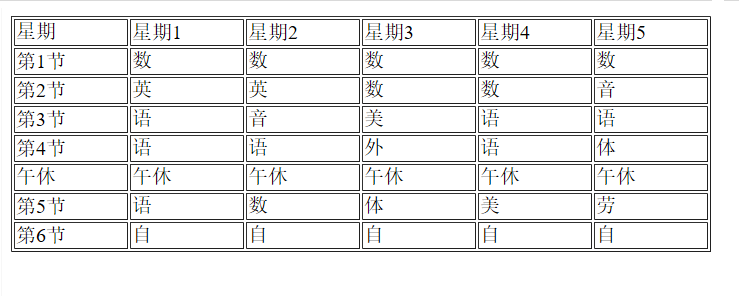 星期 星期1 星期2 星期3 星期4 星期5
第1节 数 数 数 数 数
第2节 英 英 数 数 音
第3节 语 音 美 语 语
第4节 语 语 外 语 体
午休 午休 午休 午休 午休 午休
第5节 语 数 体 美 劳
第6节 自 自 自 自 自